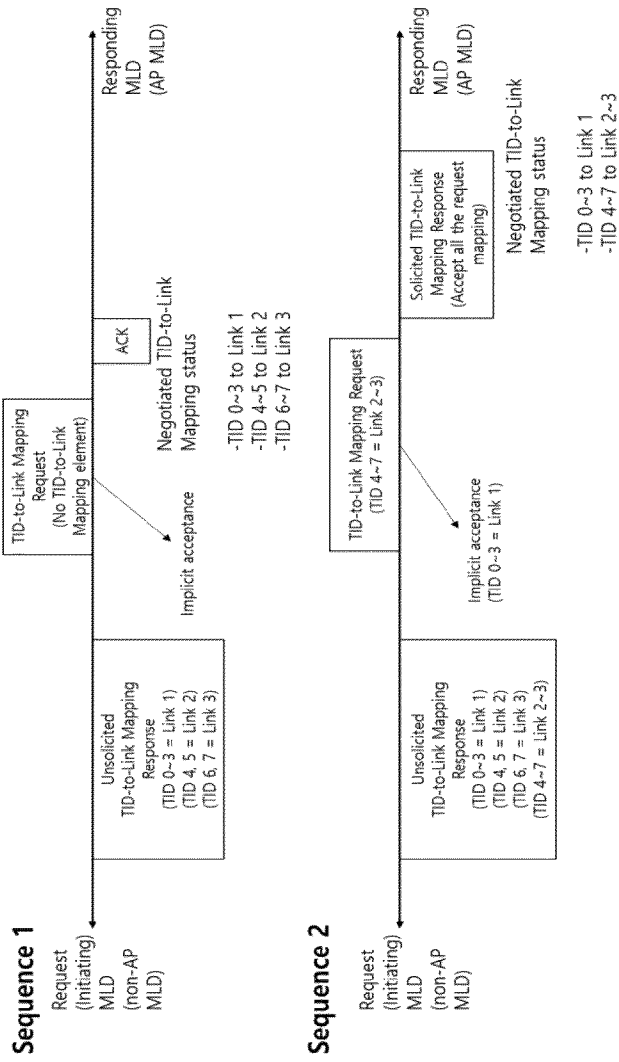 Sequence 1
Request
(Initiating)
MLD
(non-AP
MLD)
Unsolicited
TID-to-Link Mapping
Response
(TID 0~3 = Link 1)
(TID 4, 5 = Link 2)
(TID 6, 7 = Link 3)
Implicit acceptance
TID-to-Link Mapping
Request
(No TID-to-Link
Mapping element)
ACK
Negotiated TID-to-Link
Mapping status
-TID 0~3 to Link 1
-TID 4~5 to Link 2
-TID 6~7 to Link 3
Responding
MLD
(AP MLD)
Sequence 2
Request
(Initiating)
MLD
(non-AP
MLD)
Unsolicited
TID-to-Link Mapping
Response
(TID 0~3 = Link 1)
(TID 4, 5 = Link 2)
(TID 6, 7 = Link 3)
(TID 4~7 = Link 2~3)
Implicit acceptance
(TID 0~3 = Link 1)
TID-to-Link Mapping Request
(TID 4~7 = Link 2~3)
Solicited TID-to-Link
Mapping Response
(Accept all the request
mapping)
Negotiated TID-to-Link
Mapping status
-TID 0~3 to Link 1
-TID 4~7 to Link 2~3
Responding
MLD
(AP MLD)